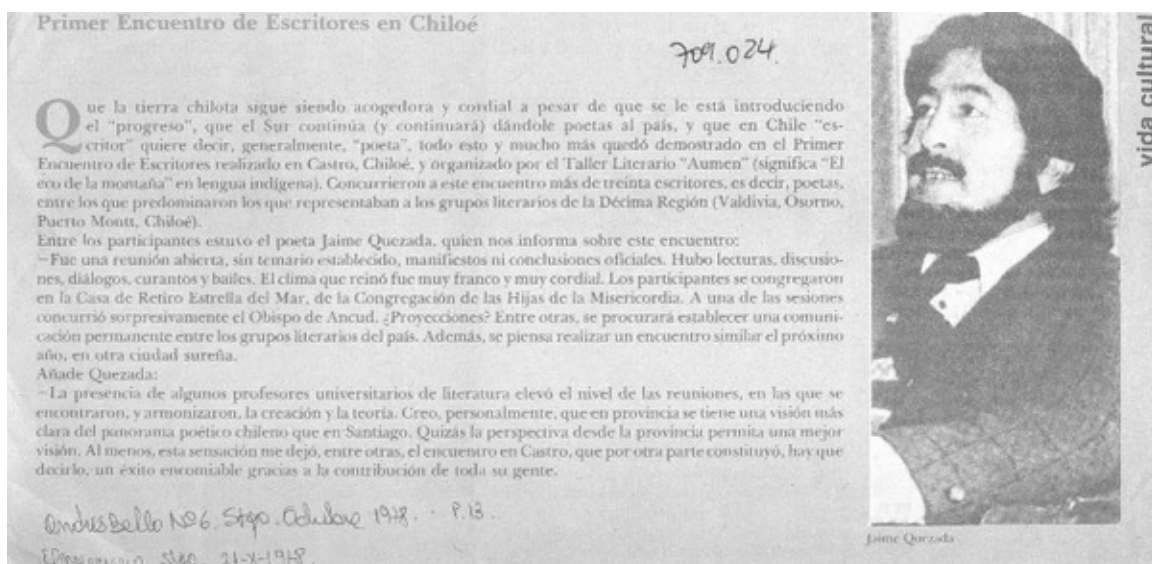 Primer Encuentro de Escritores en Chiloé
709.024.
vida cultural
Que la tierra chilota sigue siendo acogedora y cordial a pesar de que se le está introduciendo
el "progreso", que el Sur continúa (y continuará) dándole poetas al país, y que en Chile "es-
critor" quiere decir, generalmente, "poeta", todo esto y mucho más quedó demostrado en el Primer
Encuentro de Escritores realizado en Castro, Chiloé, y organizado por el Taller Literario "Aumen" (significa "El
eco de la montaña" en lengua indígena). Concurrieron a este encuentro más de treinta escritores, es decir, poetas,
entre los que predominaron los que representaban a los grupos literarios de la Décima Región (Valdivia, Osorno,
Puerto Montt, Chiloé).
Entre los participantes estuvo el poeta Jaime Quezada, quien nos informa sobre este encuentro:
—Fue una reunión abierta, sin temario establecido, manifiestos ni conclusiones oficiales. Hubo lecturas, discusio-
nes, diálogos, curantos y bailes. El clima que reinó fue muy franco y muy cordial. Los participantes se congregaron
en la Casa de Retiro Estrella del Mar, de la Congregación de las Hijas de la Misericordia. A una de las sesiones
concurrió sorpresivamente el Obispo de Ancud. ¿Proyecciones? Entre otras, se procurará establecer una comuni-
cación permanente entre los grupos literarios del país. Además, se piensa realizar un encuentro similar el próximo
año, en otra ciudad sureña.
Añade Quezada:
—La presencia de algunos profesores universitarios de literatura elevó el nivel de las reuniones, en las que se
encontraron, y armonizaron, la creación y la teoría. Creo, personalmente, que en provincia se tiene una visión más
clara del panorama poético chileno que en Santiago. Quizás la perspectiva desde la provincia permita una mejor
visión. Al menos, esta sensación me dejó, entre otras, el encuentro en Castro, que por otra parte constituyó, hay que
decirlo, un éxito encomiable gracias a la contribución de toda su gente.
Andres Bello Nº 6. Stgo. Octubre 1978. P. 13.
Stgo 21-X-1978.
Jaime Quezada